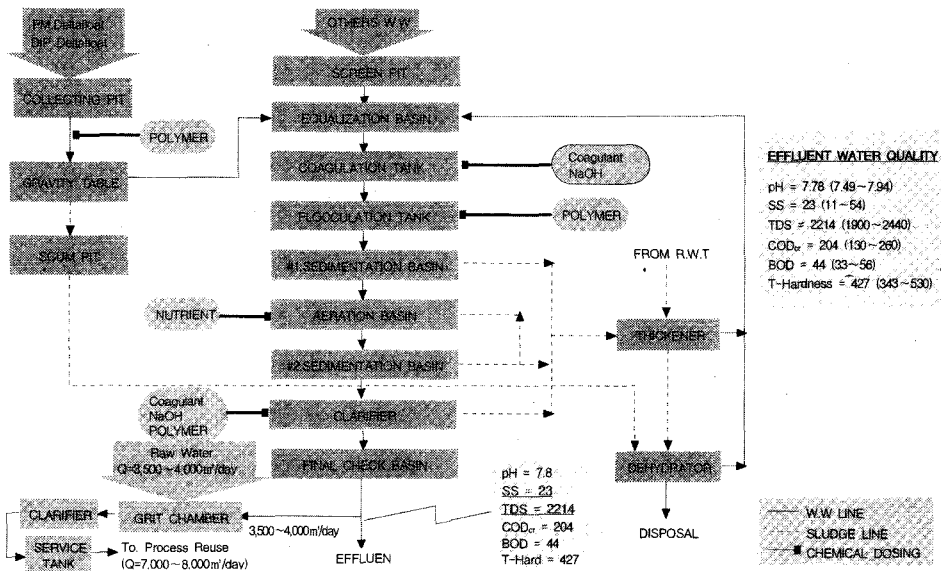 PM Deltafloat
DIP Deltafloat
COLLECTING PIT
POLYMER
GRAVITY TABLE
SCUM PIT
NUTRIENT
Coagulant
NaOH
POLYMER
Raw Water
Q=3,500~4,000㎥/day
CLARIFIER
GRIT CHAMBER
SERVICE
TANK
To. Process Reuse
(Q=7,000~8,000㎥/day)
3,500~4,000㎥/day
OTHERS W.W
SCREEN PIT
EQUALIZATION BASIN
COAGULATION TANK
Coagulant
NaOH
FLOOCULATION TANK
POLYMER
#1.SEDIMENTATION BASIN
AERATION BASIN
#2.SEDIMENTATION BASIN
CLARIFIER
FINAL CHECK BASIN
EFFLUEN
pH = 7.8
SS = 23
TDS = 2214
CODcr = 204
BOD = 44
T-Hard = 427
FROM R.W.T
THICKENER
DEHYDRATOR
DISPOSAL
EFFLUENT WATER QUALITY
pH = 7.78 (7.49~7.94)
SS = 23 (11~54)
TDS = 2214 (1900~2440)
CODcr = 204 (130~260)
BOD = 44 (33~56)
T-Hardness = 427 (343~530)
W.W LINE
SLUDGE LINE
CHEMICAL DOSING